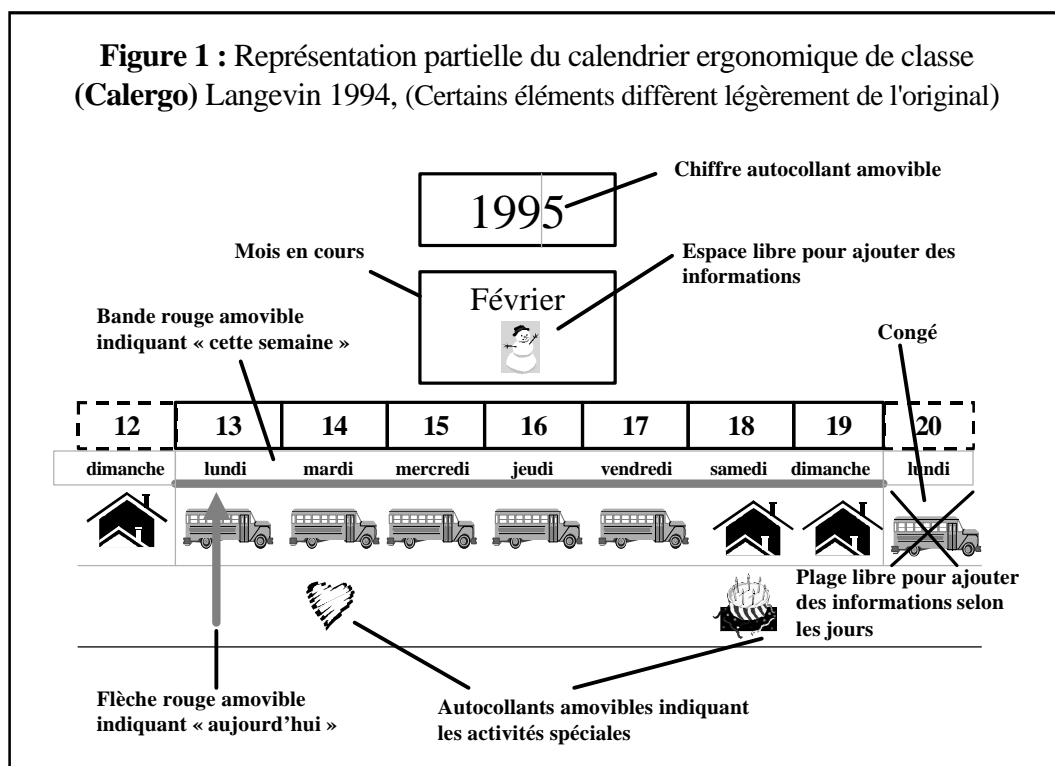 Figure 1 : Représentation partielle du calendrier ergonomique de classe
(Calergo) Langevin 1994, (Certains éléments diffèrent légèrement de l'original)
Chiffre autocollant amovible
1995
Mois en cours
Espace libre pour ajouter des
informations
Février
Bande rouge amovible
indiquant « cette semaine »
Congé
12 13 14 15 16 17 18 19 20
dimanche lundi mardi mercredi jeudi vendredi samedi dimanche lundi
Plage libre pour ajouter
des informations selon
les jours
Flèche rouge amovible
indiquant « aujourd’hui »
Autocollants amovibles indiquant
les activités spéciales